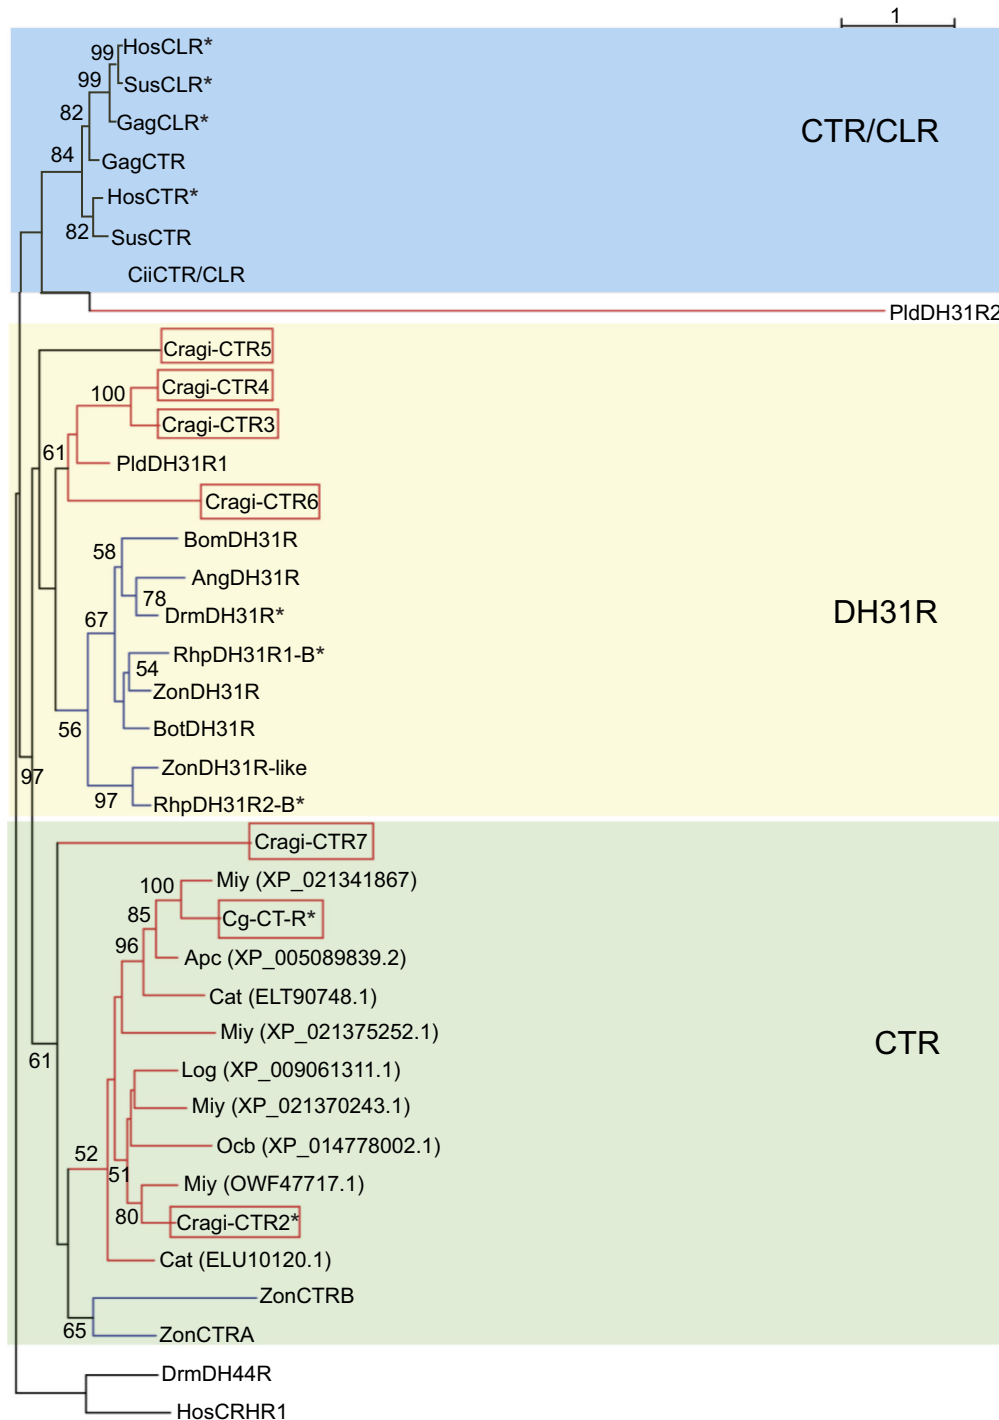 1
99 HosCLR*
99 SusCLR*
82 GagCLR*
CTR/CLR
84 GagCTR
HosCTR*
82 SusCTR
CiiCTR/CLR
PldDH31R2
Cragi-CTR5
100 Cragi-CTR4
Cragi-CTR3
61 PldDH31R1
Cragi-CTR6
58 BomDH31R
AngDH31R
78 DrmDH31R*
DH31R
67 RhpDH31R1-B*
54 ZonDH31R
56 BotDH31R
97 ZonDH31R-like
97 RhpDH31R2-B*
Cragi-CTR7
100 Miy (XP_021341867)
85 Cg-CT-R*
96 Apc (XP_005089839.2)
Cat (ELT90748.1)
Miy (XP_021375252.1)
CTR
61 Log (XP_009061311.1)
Miy (XP_021370243.1)
52 Ocb (XP_014778002.1)
51 Miy (OWF47717.1)
80 Cragi-CTR2*
Cat (ELU10120.1)
ZonCTRB
65 ZonCTRA
DrmDH44R
HosCRHR1